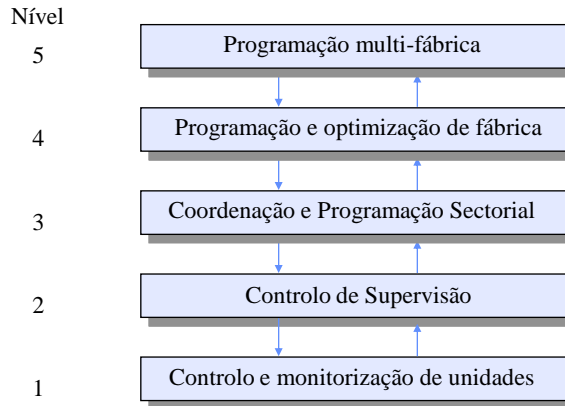 Nível
5 Programação multi-fábrica
4 Programação e optimização de fábrica
3 Coordenação e Programação Sectorial
2 Controlo de Supervisão
1 Controlo e monitorização de unidades